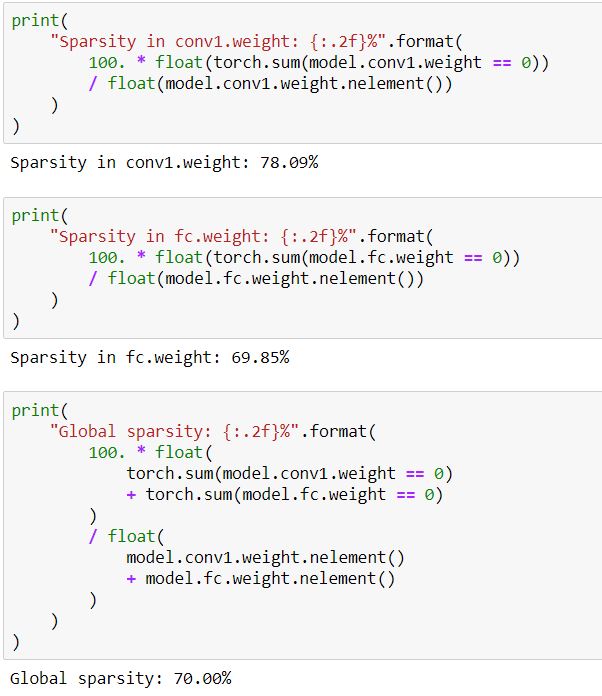 print(
    "Sparsity in conv1.weight: {:.2f}%".format(
        100. * float(torch.sum(model.conv1.weight == 0))
        / float(model.conv1.weight.nelement())
    )
)
Sparsity in conv1.weight: 78.09%
print(
    "Sparsity in fc.weight: {:.2f}%".format(
        100. * float(torch.sum(model.fc.weight == 0))
        / float(model.fc.weight.nelement())
    )
)
Sparsity in fc.weight: 69.85%
print(
    "Global sparsity: {:.2f}%".format(
        100. * float(
            torch.sum(model.conv1.weight == 0)
            + torch.sum(model.fc.weight == 0)
        )
        / float(
            model.conv1.weight.nelement()
            + model.fc.weight.nelement()
        )
    )
)
Global sparsity: 70.00%